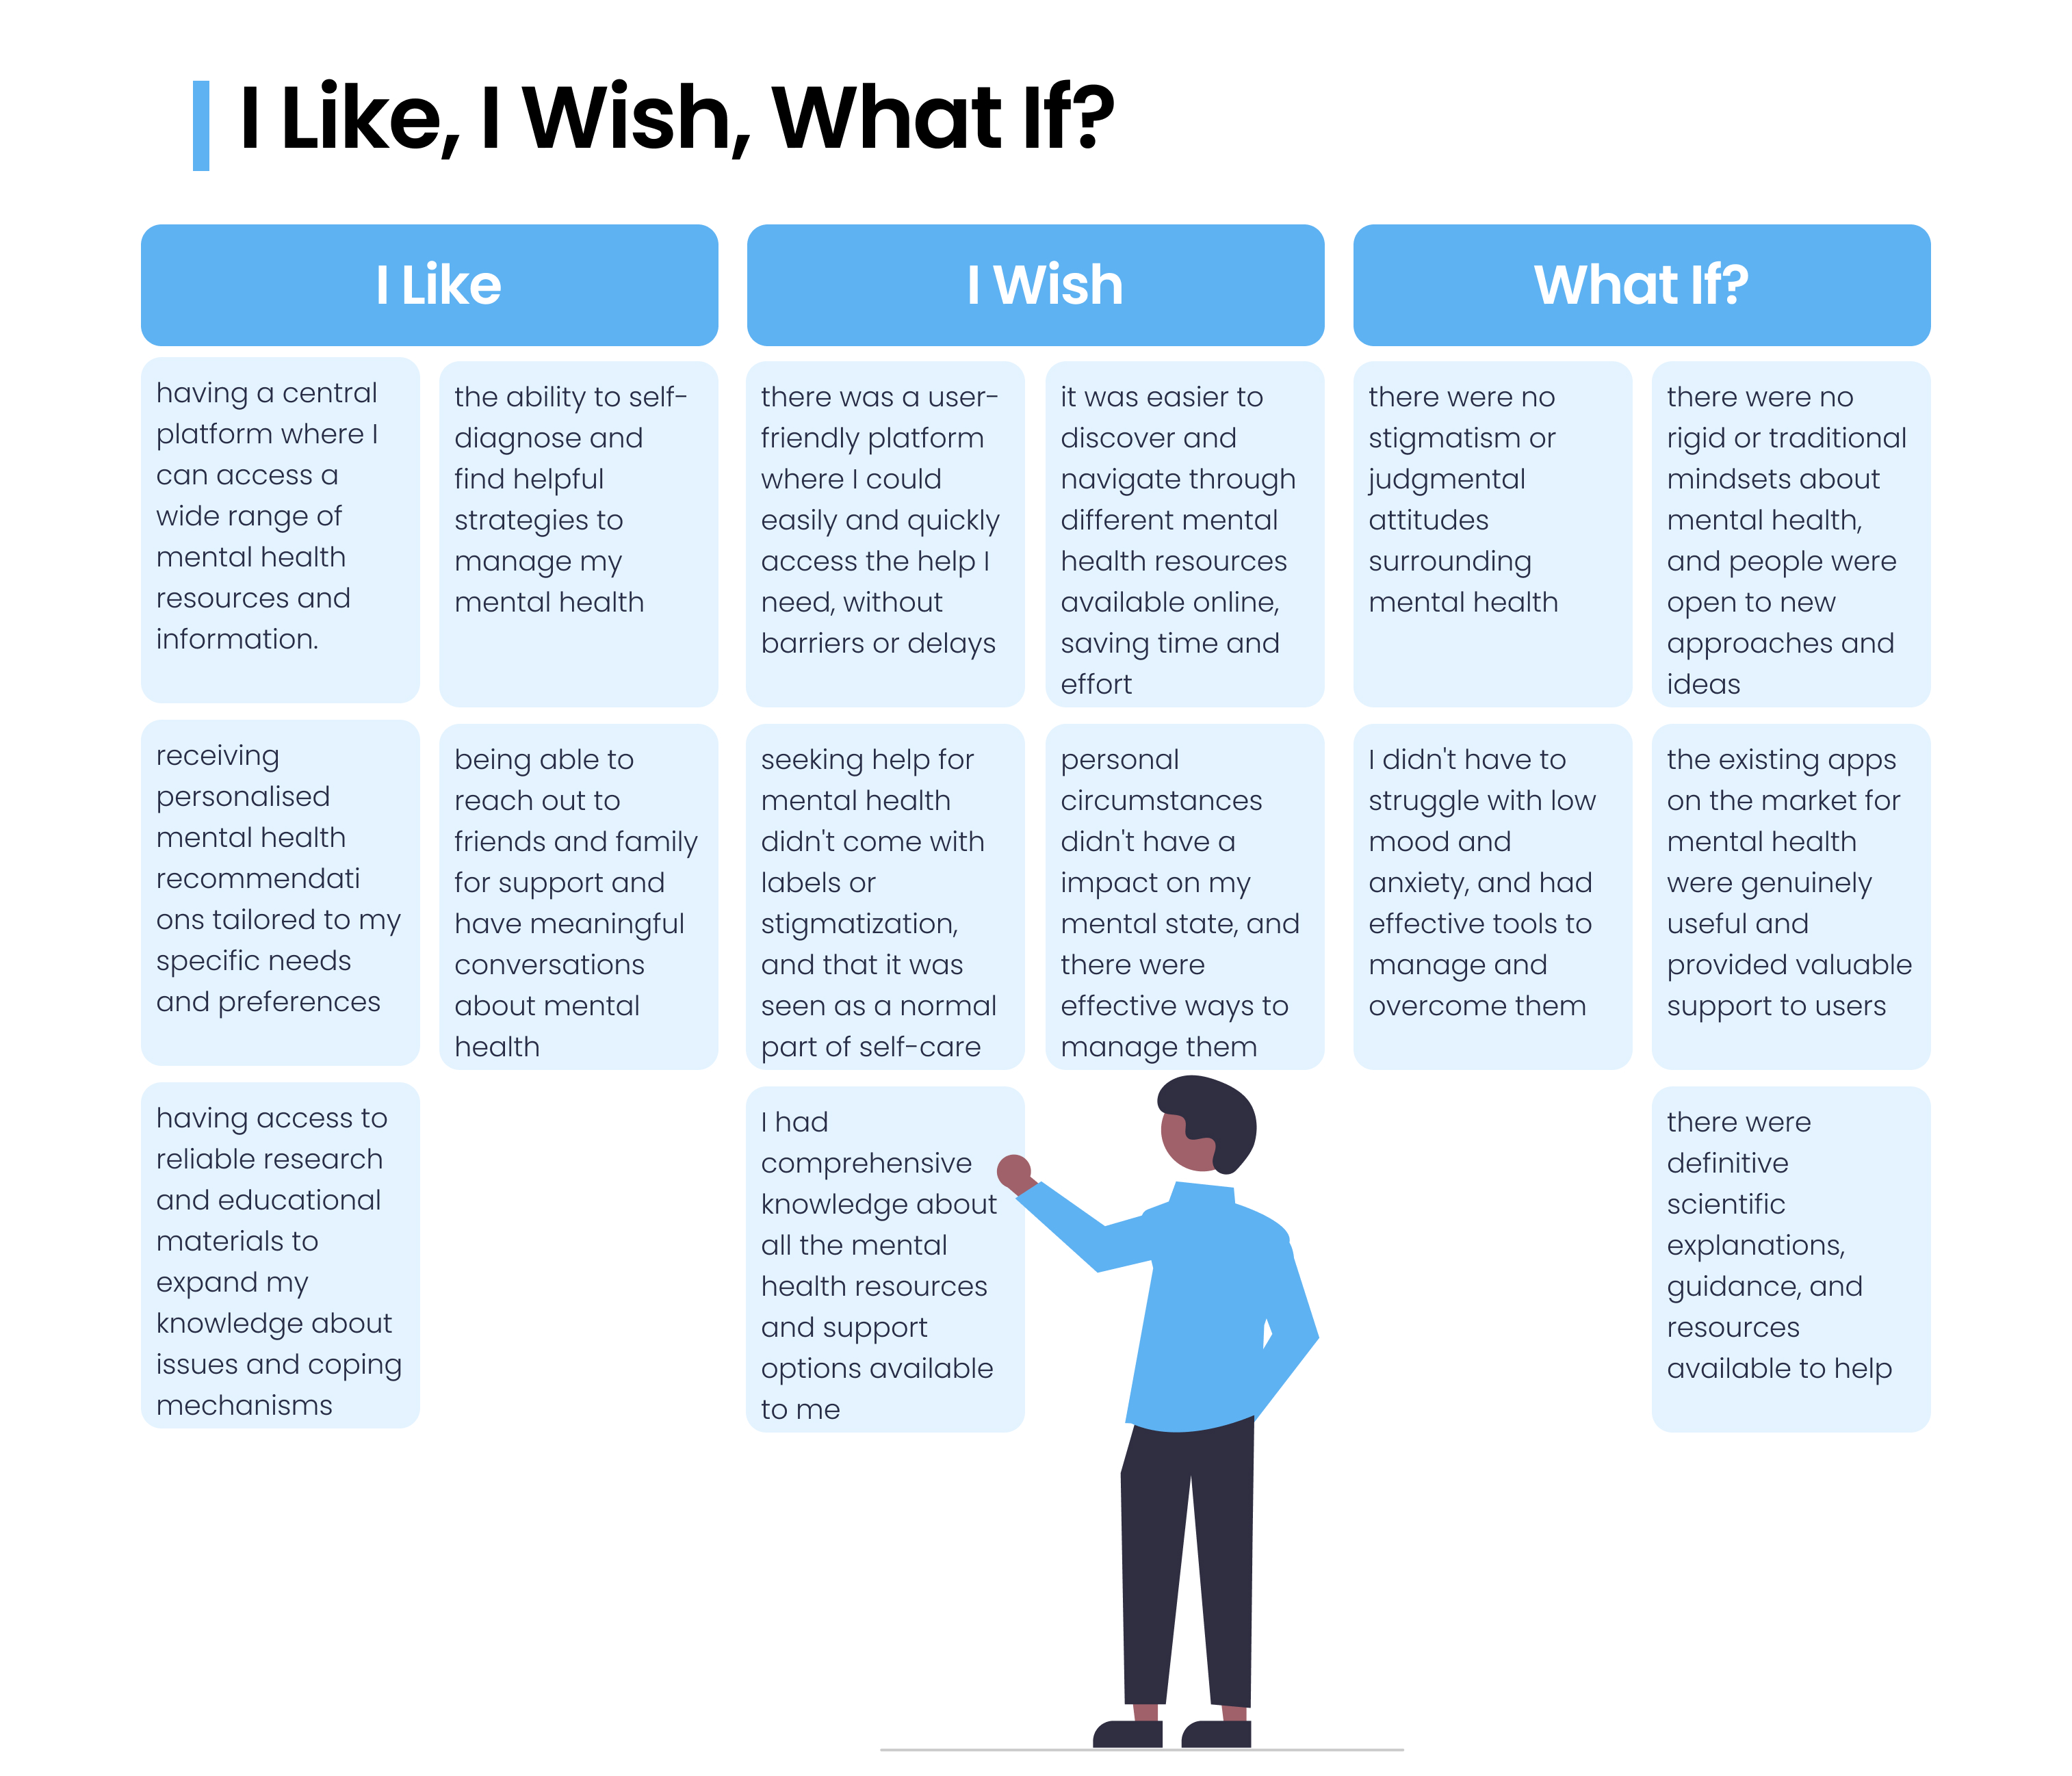 I Like, I Wish, What If?
I Like
having a central
platform where I
can access a
wide range of
mental health
resources and
information.
the ability to self-
diagnose and
find helpful
strategies to
manage my
mental health
receiving
personalised
mental health
recommendati
ons tailored to my
specific needs
and preferences
being able to
reach out to
friends and family
for support and
have meaningful
conversations
about mental
health
having access to
reliable research
and educational
materials to
expand my
knowledge about
issues and coping
mechanisms
I Wish
there was a user-
friendly platform
where I could
easily and quickly
access the help I
need, without
barriers or delays
it was easier to
discover and
navigate through
different mental
health resources
available online,
saving time and
effort
seeking help for
mental health
didn't come with
labels or
stigmatization,
and that it was
seen as a normal
part of self-care
personal
circumstances
didn't have a
impact on my
mental state, and
there were
effective ways to
manage them
I had
comprehensive
knowledge about
all the mental
health resources
and support
options available
to me
What If?
there were no
stigmatism or
judgmental
attitudes
surrounding
mental health
there were no
rigid or traditional
mindsets about
mental health,
and people were
open to new
approaches and
ideas
I didn't have to
struggle with low
mood and
anxiety, and had
effective tools to
manage and
overcome them
the existing apps
on the market for
mental health
were genuinely
useful and
provided valuable
support to users
there were
definitive
scientific
explanations,
guidance, and
resources
available to help